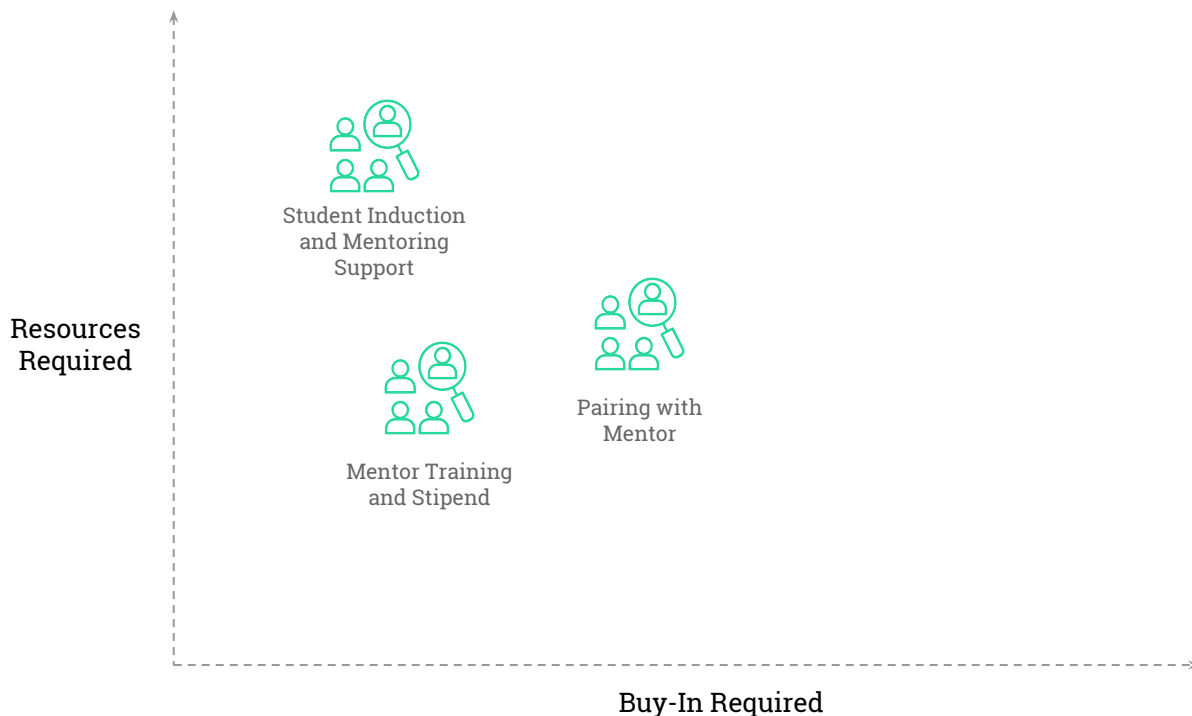 Student Induction
and Mentoring
Support
Resources
Required
Pairing with
Mentor
Mentor Training
and Stipend
Buy-In Required